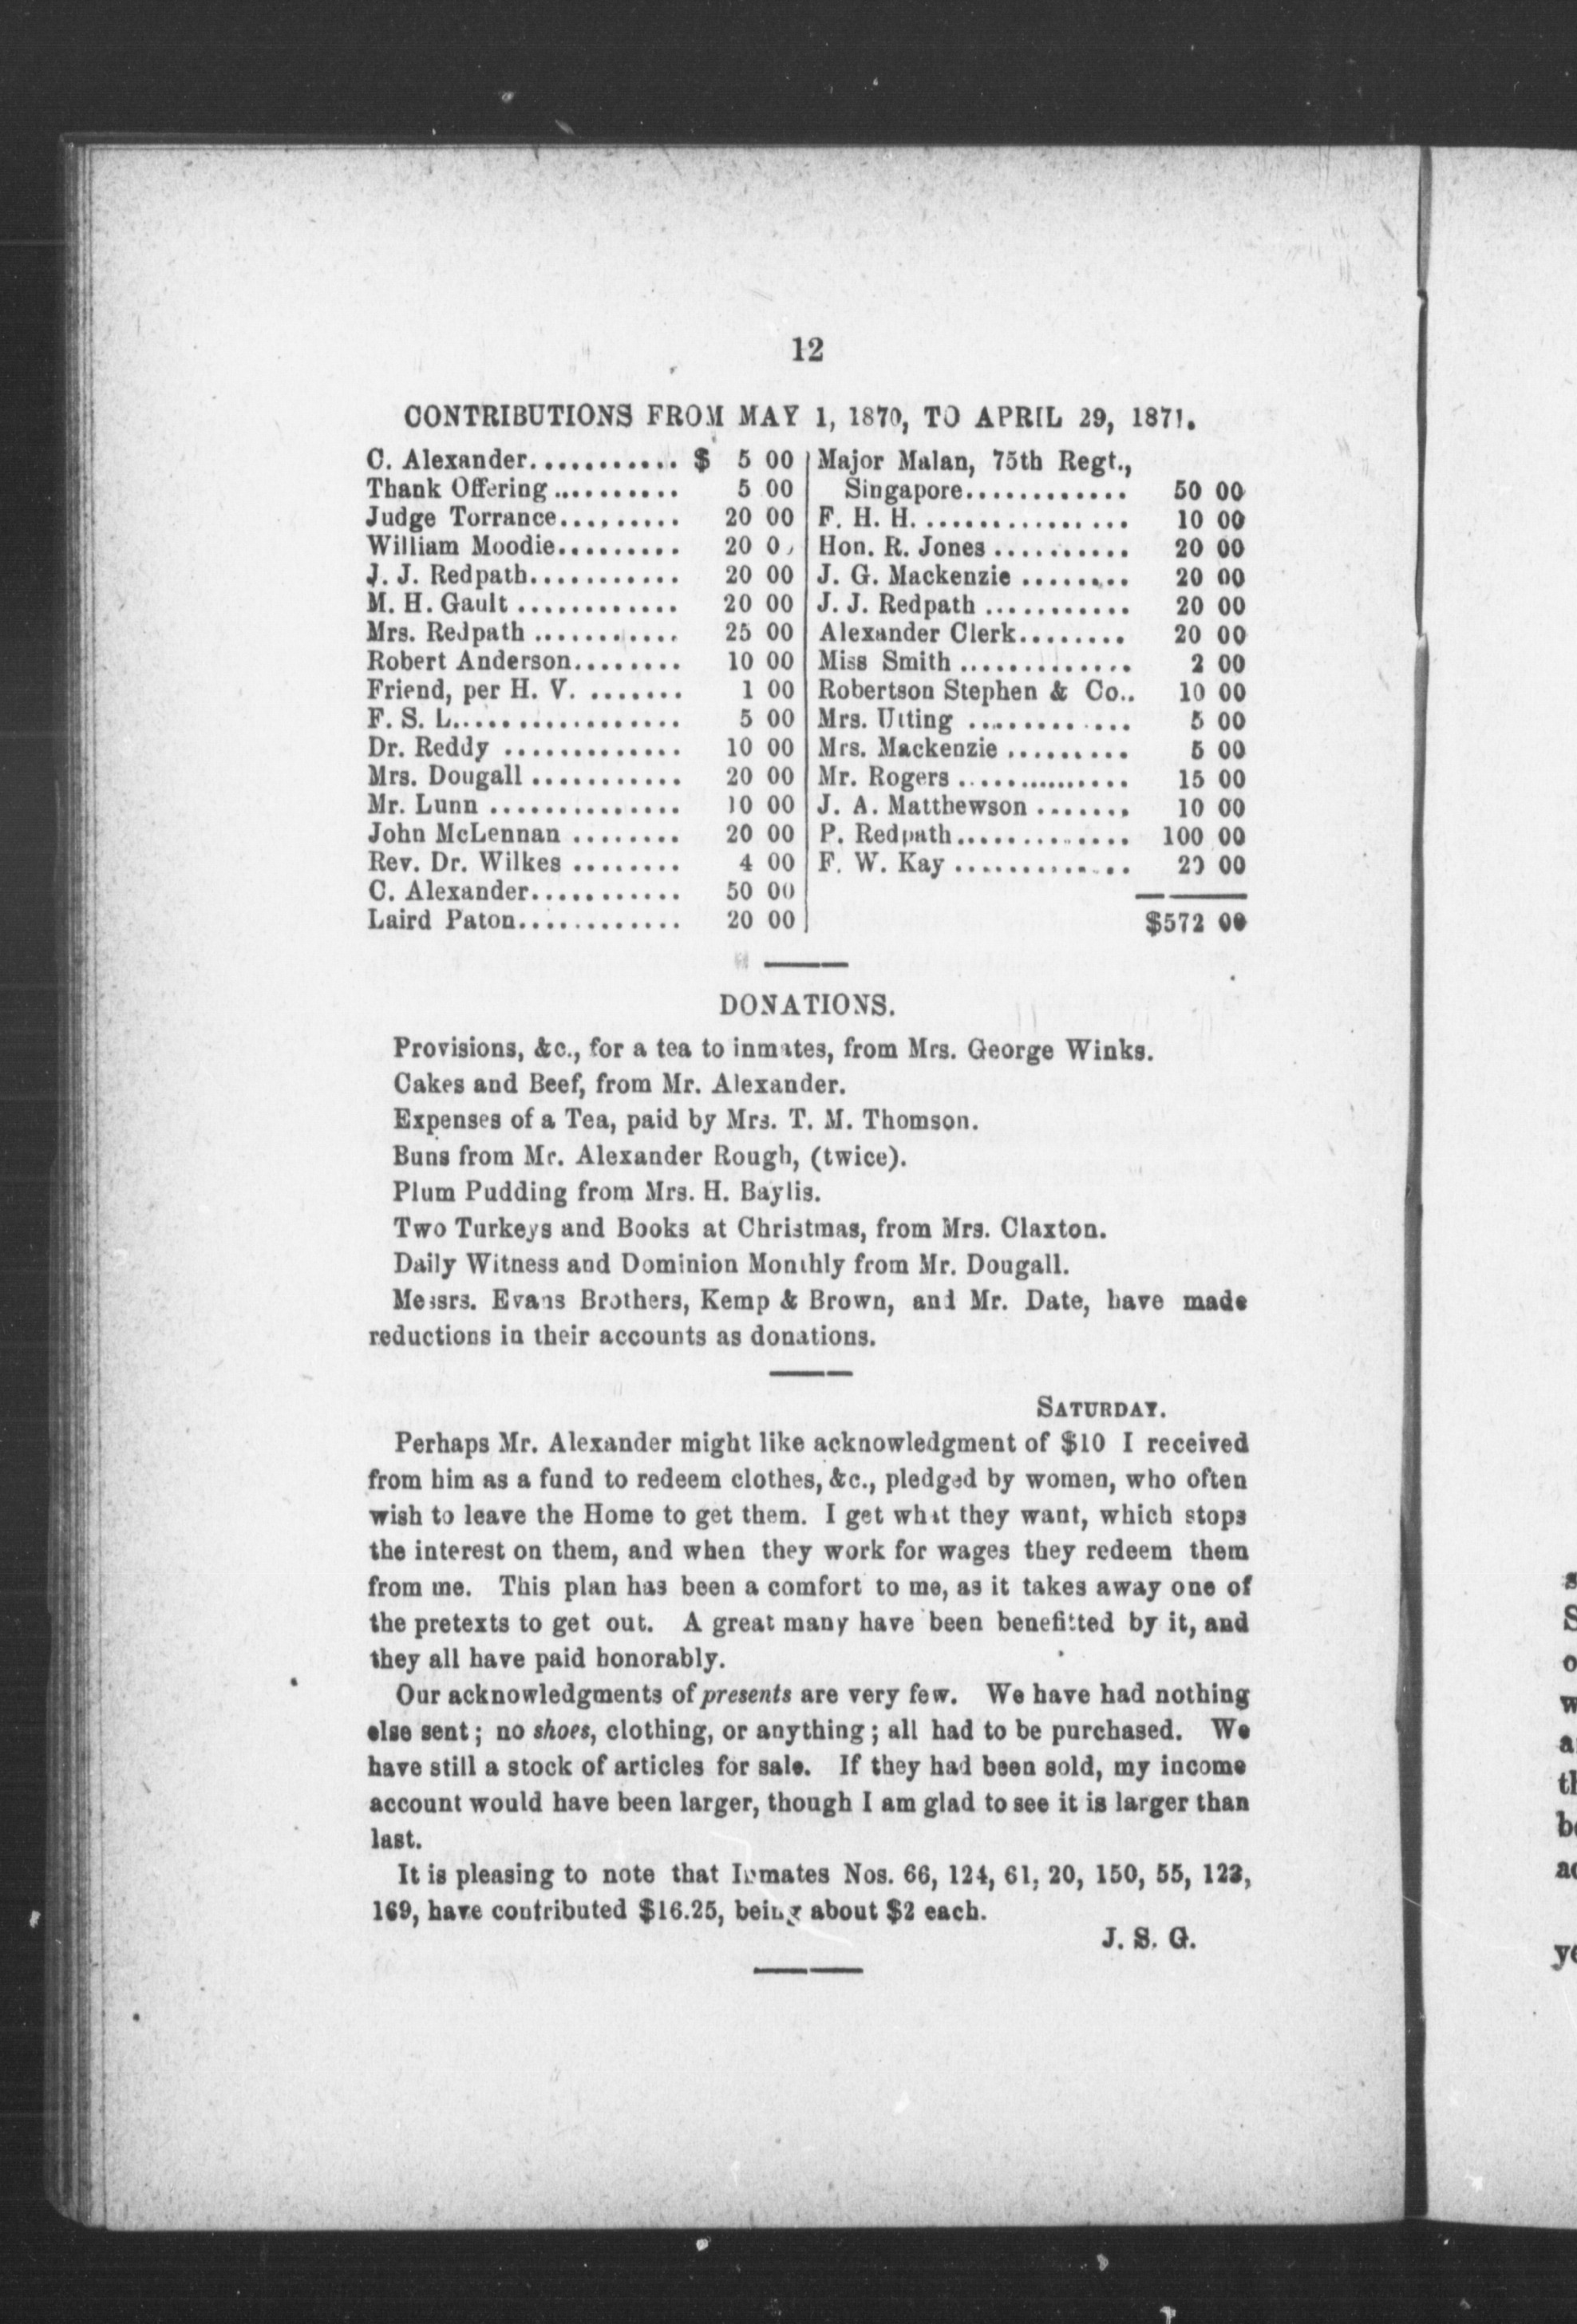 12
CONTRIBUTIONS FROM MAY 1, 1870, TO APRIL 29, 1871.
C. Alexander............ $ 5 00
Thank Offering.......... 5 00
Judge Torrance......... 20 00
William Moodie......... 20 0
J. J. Redpath........... 20 00
M. H. Gault ............ 20 00
Mrs. Redpath ........... 25 00
Robert Anderson........ 10 00
Friend, per H. V. ....... 1 00
F. S. L.................. 5 00
Dr. Reddy ............. 10 00
Mrs. Dougall ........... 20 00
Mr. Lunn .............. 10 00
John McLennan ........ 20 00
Rev. Dr. Wilkes ........ 4 00
C. Alexander........... 50 00
Laird Paton............ 20 00
Major Malan, 75th Regt.,
Singapore............ 50 00
F. H. H. ................ 10 00
Hon. R. Jones .......... 20 00
J. G. Mackenzie ........ 20 00
J. J. Redpath ........... 20 00
Alexander Clerk........ 20 00
Miss Smith ............. 2 00
Robertson Stephen & Co.. 10 00
Mrs. Utting ............ 5 00
Mrs. Mackenzie ......... 5 00
Mr. Rogers .............. 15 00
J. A. Matthewson ....... 10 00
P. Redpath............. 100 00
F. W. Kay ............. 20 00
$572 00
DONATIONS.
Provisions, &c., for a tea to inmates, from Mrs. George Winks.
Cakes and Beef, from Mr. Alexander.
Expenses of a Tea, paid by Mrs. T. M. Thomson.
Buns from Mr. Alexander Rough, (twice).
Plum Pudding from Mrs. H. Baylis.
Two Turkeys and Books at Christmas, from Mrs. Claxton.
Daily Witness and Dominion Monthly from Mr. Dougall.
Messrs. Evans Brothers, Kemp & Brown, and Mr. Date, have made
reductions in their accounts as donations.
SATURDAY.
Perhaps Mr. Alexander might like acknowledgment of $10 I received
from him as a fund to redeem clothes, &c., pledged by women, who often
wish to leave the Home to get them. I get what they want, which stops
the interest on them, and when they work for wages they redeem them
from me. This plan has been a comfort to me, as it takes away one of
the pretexts to get out. A great many have been benefitted by it, and
they all have paid honorably.
Our acknowledgments of presents are very few. We have had nothing
else sent; no shoes, clothing, or anything; all had to be purchased. We
have still a stock of articles for sale. If they had been sold, my income
account would have been larger, though I am glad to see it is larger than
last.
It is pleasing to note that Inmates Nos. 66, 124, 61, 20, 150, 55, 123,
169, have contributed $16.25, being about $2 each.
J. S. G.